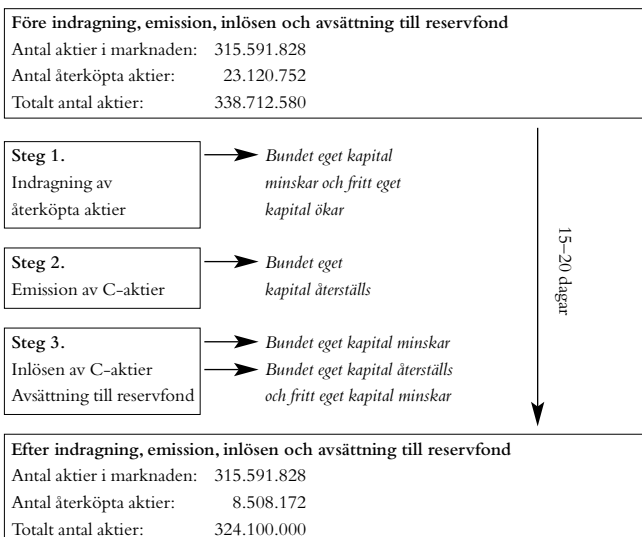 Före indragning, emission, inlösen och avsättning till reservfond
Antal aktier i marknaden: 315.591.828
Antal återköpta aktier: 23.120.752
Totalt antal aktier: 338.712.580
Steg 1.
Indragning av
återköpta aktier
Bundet eget kapital
minskar och fritt eget
kapital ökar
Steg 2.
Emission av C-aktier
Bundet eget
kapital återställs
Steg 3.
Inlösen av C-aktier
Avsättning till reservfond
Bundet eget kapital minskar
Bundet eget kapital återställs
och fritt eget kapital minskar
15–20 dagar
Efter indragning, emission, inlösen och avsättning till reservfond
Antal aktier i marknaden: 315.591.828
Antal återköpta aktier: 8.508.172
Totalt antal aktier: 324.100.000